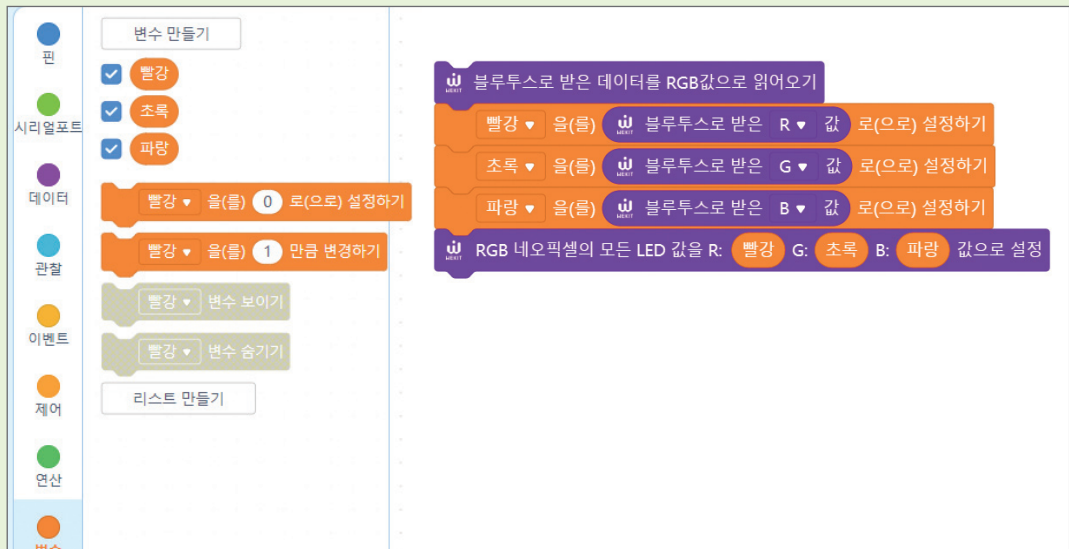 핀
시리얼포트
데이터
관찰
이벤트
제어
연산
변수
변수 만들기
빨강
초록
파랑
빨강 을(를) 0 로(으로) 설정하기
빨강 을(를) 1 만큼 변경하기
빨강 변수 보이기
빨강 변수 숨기기
리스트 만들기
블루투스로 받은 데이터를 RGB값으로 읽어오기
빨강 을(를) 블루투스로 받은 R 값 로(으로) 설정하기
초록 을(를) 블루투스로 받은 G 값 로(으로) 설정하기
파랑 을(를) 블루투스로 받은 B 값 로(으로) 설정하기
RGB 네오픽셀의 모든 LED 값을 R: 빨강 G: 초록 B: 파랑 값으로 설정